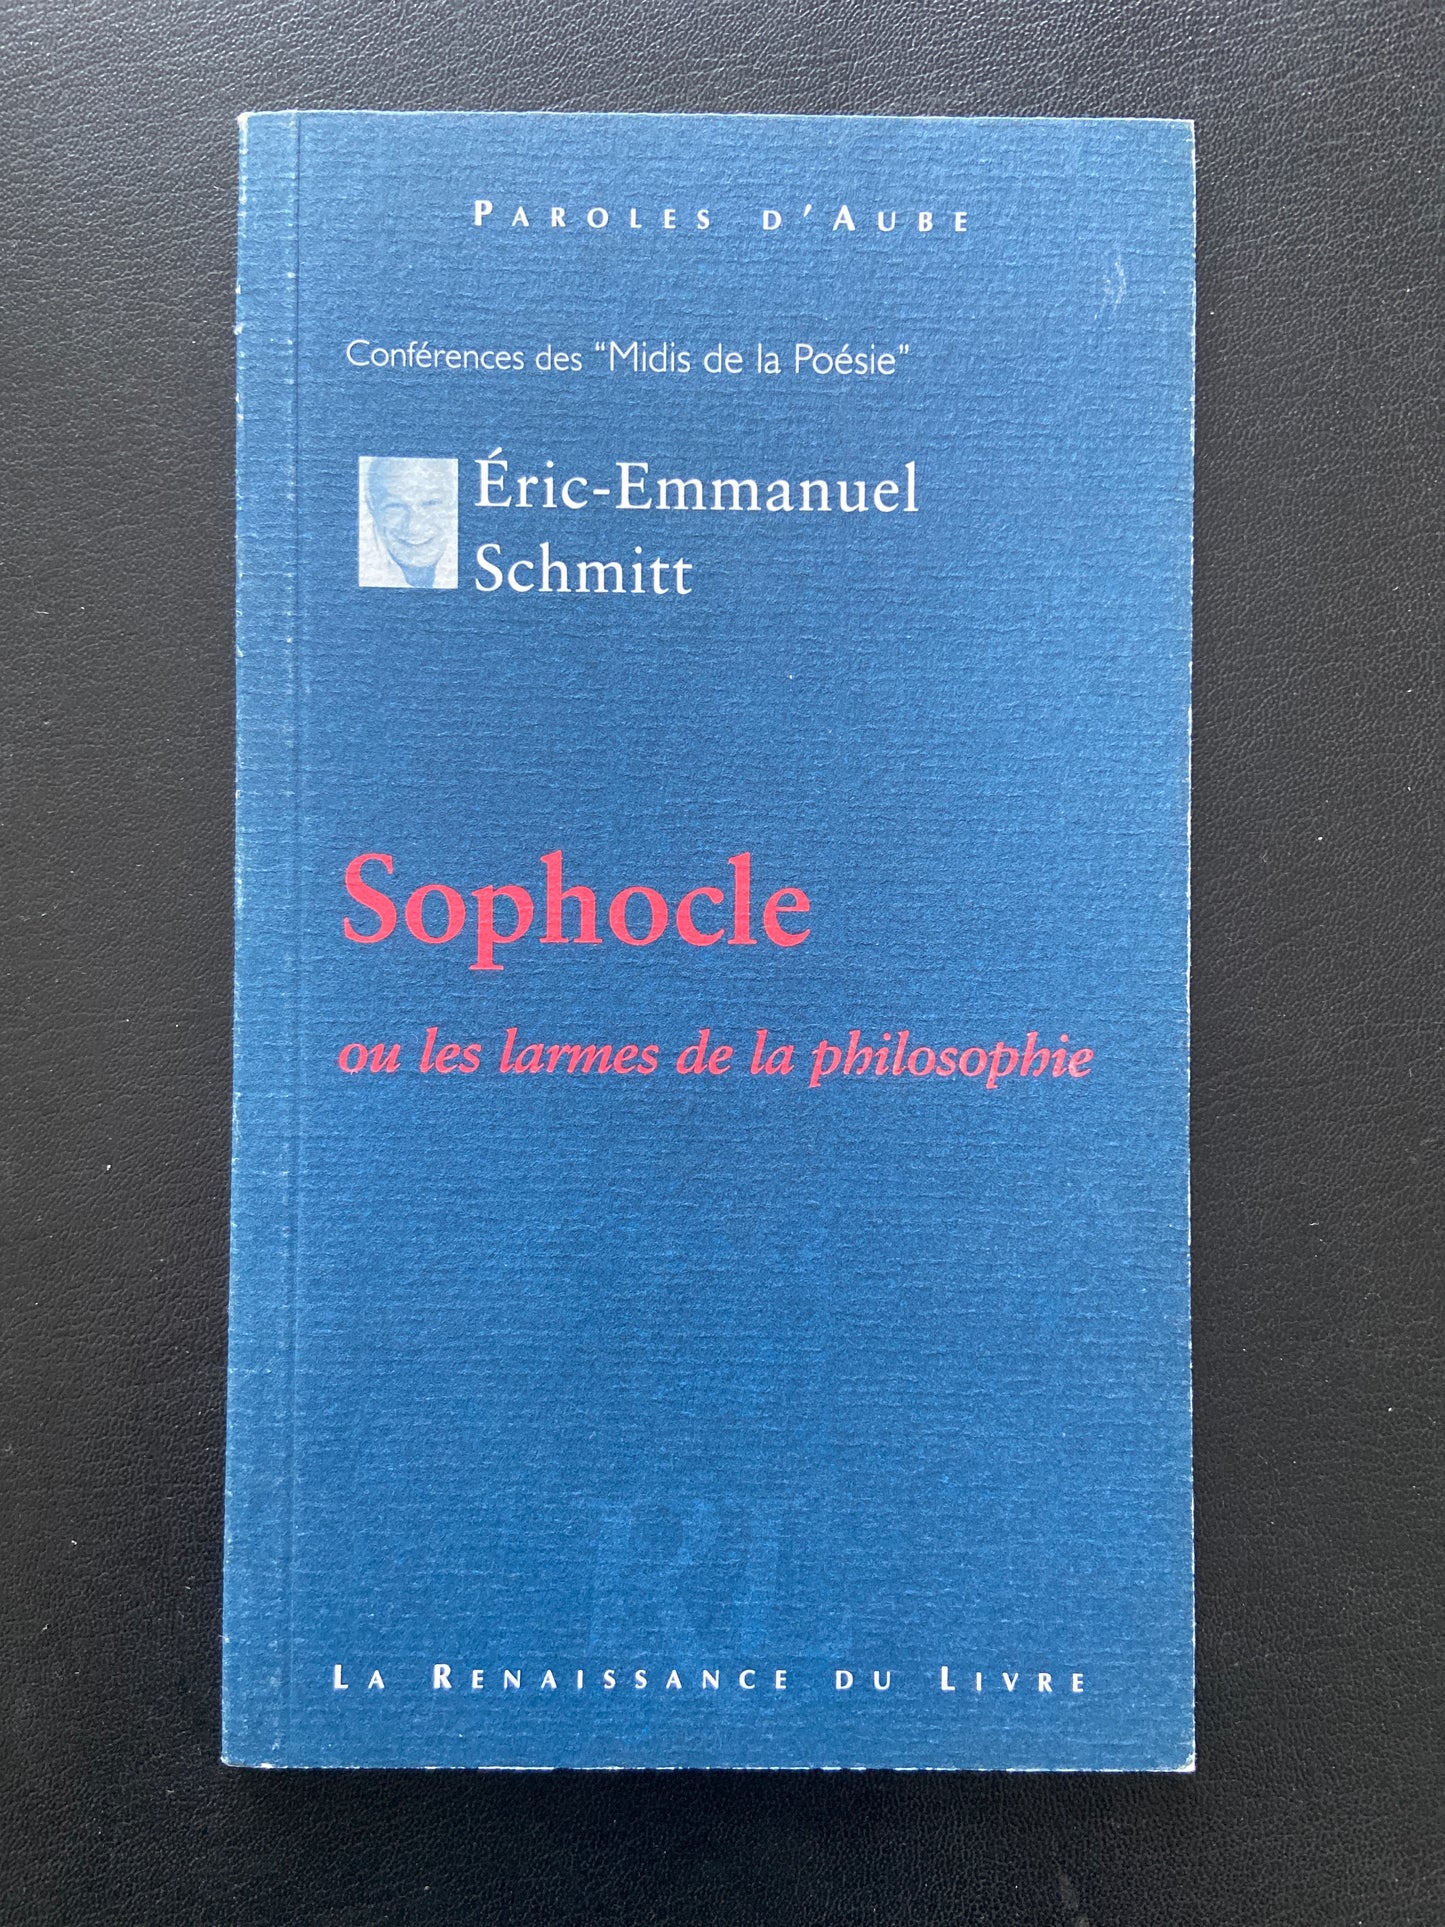 PAROLES D'AUBE
Conférences des "Midis de la Poésie"
Éric-Emmanuel
Schmitt
Sophocle
ou les larmes de la philosophie
RL
LA RENAISSANCE DU LIVRE